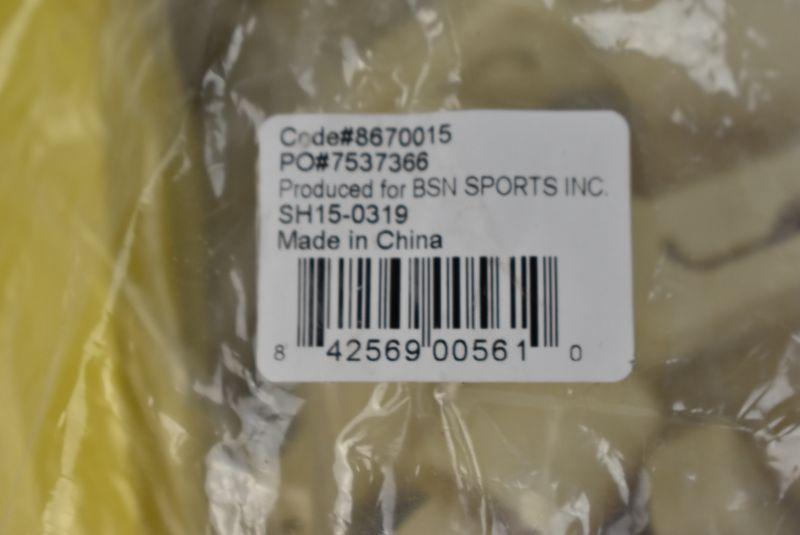 Code#8670015
PO#7537366
Produced for BSN SPORTS INC.
SH15-0319
Made in China
8 42569 00561 0